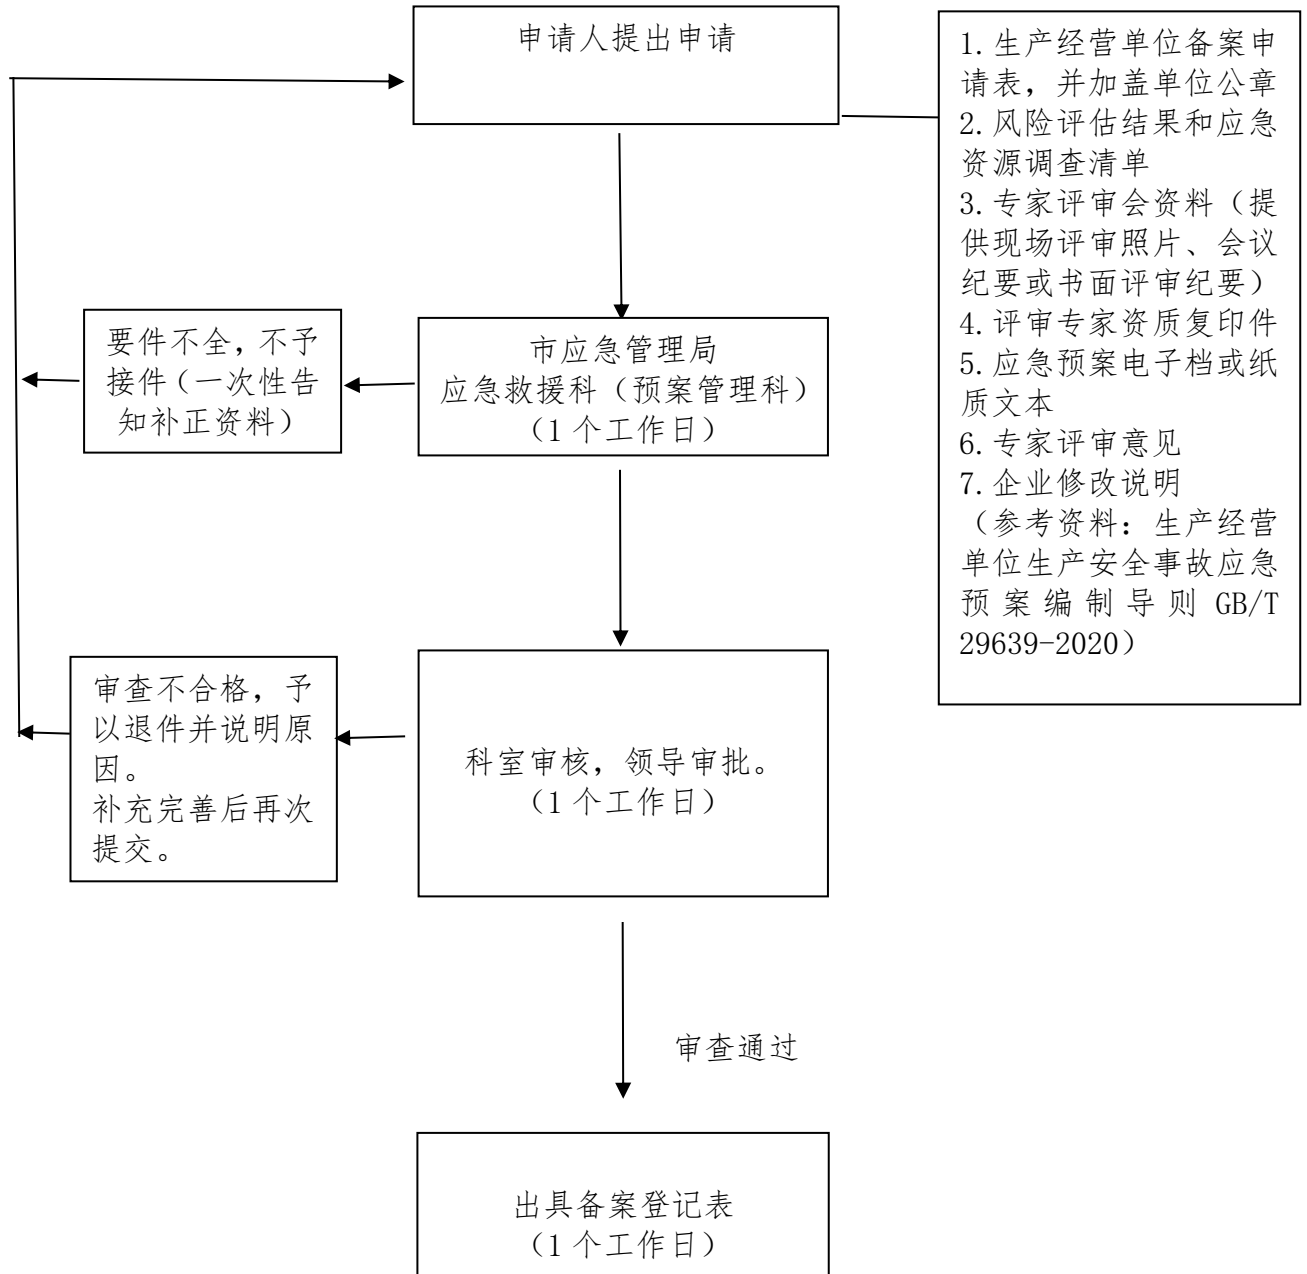 申请人提出申请
1.生产经营单位备案申
请表，并加盖单位公章
2.风险评估结果和应急
资源调查清单
3.专家评审会资料（提
供现场评审照片、会议
纪要或书面评审纪要）
4.评审专家资质复印件
5.应急预案电子档或纸
质文本
6.专家评审意见
7.企业修改说明
（参考资料：生产经营
单位生产安全事故应急
预案编制导则 GB/T
29639-2020）
要件不全，不予
接件（一次性告
知补正资料）
市应急管理局
应急救援科（预案管理科）
（1 个工作日）
审查不合格，予
以退件并说明原
因。
补充完善后再次
提交。
科室审核，领导审批。
（1 个工作日）
审查通过
出具备案登记表
（1 个工作日）